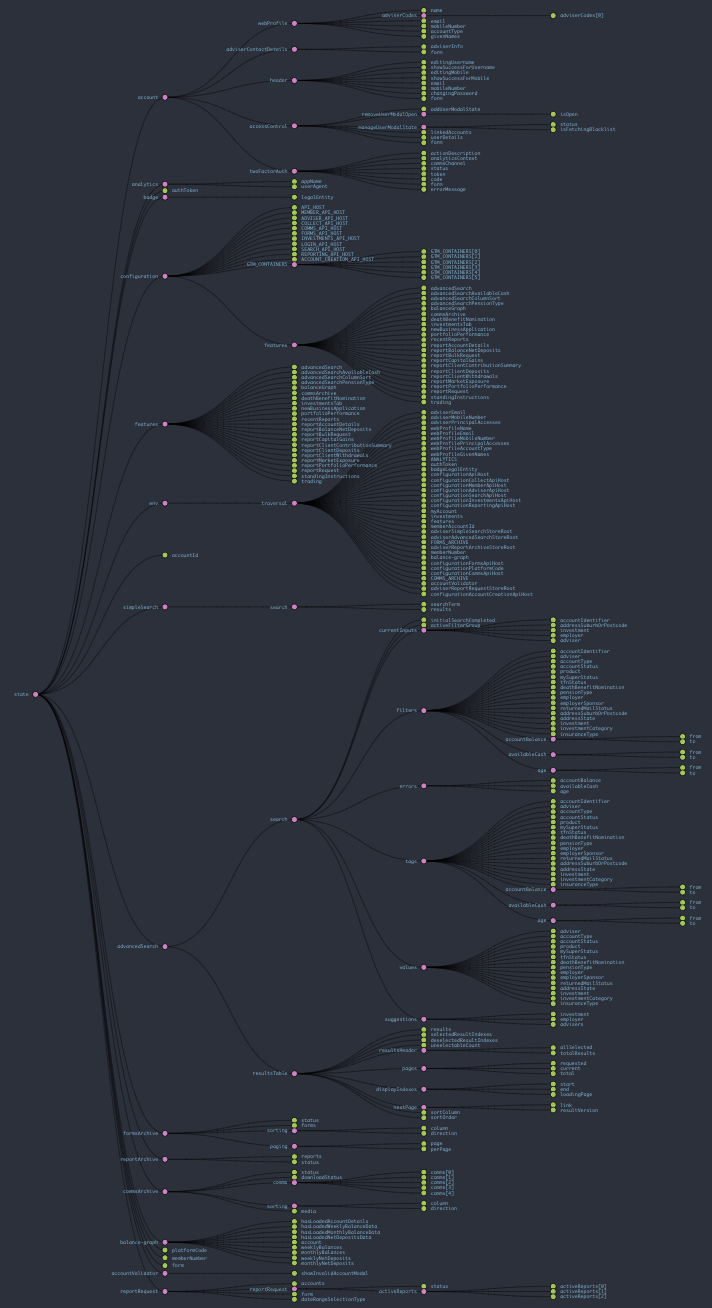 name
webProfile
adviserCodes
adviserCodes[0]
email
mobileNumber
accountType
givenNames
adviserInfo
adviserContactDetails
form
editingUsername
showSuccessForUsername
editingMobile
showSuccessForMobile
header
email
mobileNumber
changingPassword
form
account
addUserModalState
removeUserModalOpen
isOpen
accessControl
manageUserModalState
status
isFetchingBlacklist
linkedAccounts
userDetails
form
actionDescription
analyticsContext
commsChannel
status
twoFactorAuth
token
code
form
errorMessage
analytics
appName
userAgent
authToken
badge
legalEntity
API_HOST
MEMBER_API_HOST
ADVISER_API_HOST
COLLECT_API_HOST
COMMS_API_HOST
FORMS_API_HOST
INVESTMENTS_API_HOST
LOGIN_API_HOST
SEARCH_API_HOST
REPORTING_API_HOST
ACCOUNT_CREATION_API_HOST
GTM_CONTAINERS
GTM_CONTAINERS[0]
GTM_CONTAINERS[1]
GTM_CONTAINERS[2]
GTM_CONTAINERS[3]
GTM_CONTAINERS[4]
GTM_CONTAINERS[5]
configuration
features
advancedSearch
advancedSearchAvailableCash
advancedSearchColumnSort
advancedSearchPensionType
balanceGraph
commsArchive
deathBenefitNomination
investmentsTab
newBusinessApplication
portfolioPerformance
recentReports
reportAccountDetails
reportBalanceNetDeposits
reportBulkRequest
reportCapitalGains
reportClientContributionSummary
reportClientDeposits
reportClientWithdrawals
reportMarketExposure
reportPortfolioPerformance
reportRequest
standingInstructions
trading
features
advancedSearch
advancedSearchAvailableCash
advancedSearchColumnSort
advancedSearchPensionType
balanceGraph
commsArchive
deathBenefitNomination
investmentsTab
newBusinessApplication
portfolioPerformance
recentReports
reportAccountDetails
reportBalanceNetDeposits
reportBulkRequest
reportCapitalGains
reportClientContributionSummary
reportClientDeposits
reportClientWithdrawals
reportMarketExposure
reportPortfolioPerformance
reportRequest
standingInstructions
trading
env
traversal
adviserEmail
adviserMobileNumber
adviserPrincipalAccesses
webProfileName
webProfileEmail
webProfileMobileNumber
webProfilePrincipalAccesses
webProfileAccountType
webProfileGivenNames
ANALYTICS
authToken
badgeLegalEntity
configurationApiHost
configurationCollectApiHost
configurationMemberApiHost
configurationAdviserApiHost
configurationSearchApiHost
configurationInvestmentsApiHost
configurationReportingApiHost
myAccount
investments
features
memberAccountId
adviserSimpleSearchStoreRoot
adviserAdvancedSearchStoreRoot
FORMS_ARCHIVE
adviserReportArchiveStoreRoot
memberNumber
balance-graph
configurationFormsApiHost
configurationPlatformCode
configurationCommsApiHost
COMMS_ARCHIVE
accountValidator
adviserReportRequestStoreRoot
configurationAccountCreationApiHost
accountId
simpleSearch
search
searchTerm
results
state
initialSearchCompleted
activeFilterGroup
currentInputs
accountIdentifier
addressSuburbOrPostcode
investment
employer
adviser
filters
accountIdentifier
adviser
accountType
accountStatus
product
mySuperStatus
tfnStatus
deathBenefitNomination
pensionType
employer
employerSponsor
returnedMailStatus
addressSuburbOrPostcode
addressState
investment
investmentCategory
insuranceType
accountBalance
from
to
availableCash
from
to
age
from
to
errors
accountBalance
availableCash
age
search
tags
accountIdentifier
adviser
accountType
accountStatus
product
mySuperStatus
tfnStatus
deathBenefitNomination
pensionType
employer
employerSponsor
returnedMailStatus
addressSuburbOrPostcode
addressState
investment
investmentCategory
insuranceType
accountBalance
from
to
availableCash
from
to
age
from
to
advancedSearch
values
adviser
accountType
accountStatus
product
mySuperStatus
tfnStatus
deathBenefitNomination
pensionType
employer
employerSponsor
returnedMailStatus
addressState
investment
investmentCategory
insuranceType
suggestions
investment
employer
advisers
resultsTable
results
selectedResultIndexes
deselectedResultIndexes
unselectableCount
resultsHeader
allSelected
totalResults
pages
requested
current
total
displayIndexes
start
end
loadingPage
nextPage
link
resultVersion
sortColumn
sortOrder
formsArchive
status
forms
sorting
column
direction
paging
page
perPage
reportArchive
reports
status
commsArchive
status
downloadStatus
comms
comms[0]
comms[1]
comms[2]
comms[3]
comms[4]
sorting
column
direction
media
balance-graph
hasLoadedAccountDetails
hasLoadedWeeklyBalanceData
hasLoadedMonthlyBalanceData
hasLoadedNetDepositsData
account
weeklyBalances
monthlyBalances
weeklyNetDeposits
monthlyNetDeposits
platformCode
memberNumber
form
accountValidator
showInvalidAccountModal
reportRequest
accounts
reportRequest
form
dateRangeSelectionType
activeReports
status
activeReports[0]
activeReports[1]
activeReports[2]